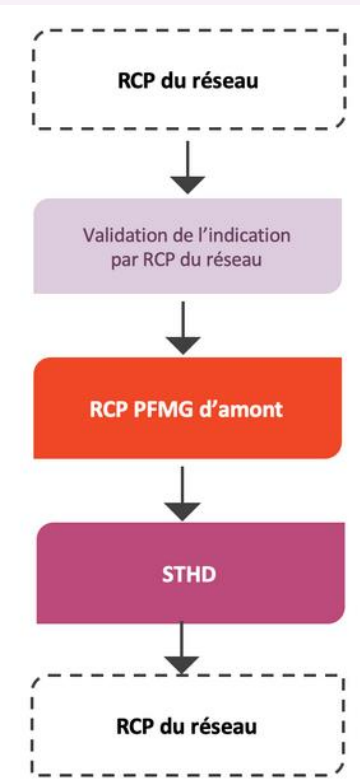 RCP du réseau
Validation de l’indication
par RCP du réseau
RCP PFMG d’amont
STHD
RCP du réseau